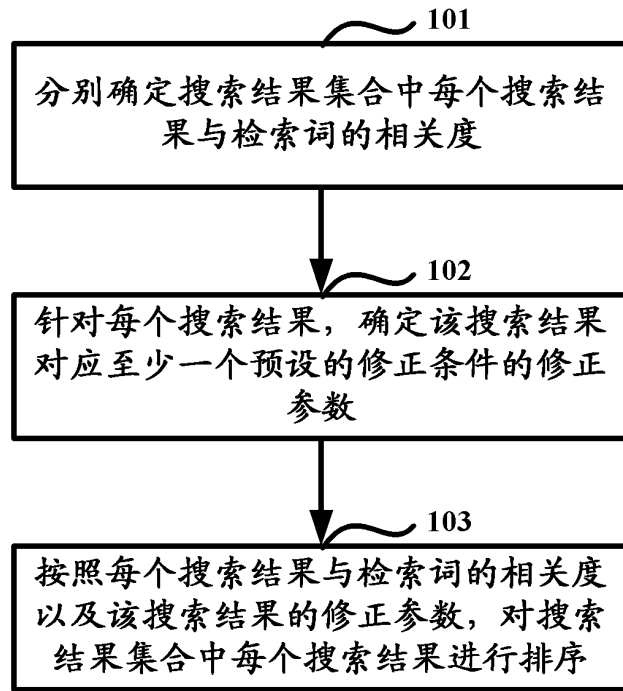 101
分别确定搜索结果集合中每个搜索结
果与检索词的相关度
102
针对每个搜索结果，确定该搜索结果
对应至少一个预设的修正条件的修正
参数
103
按照每个搜索结果与检索词的相关度
以及该搜索结果的修正参数，对搜索
结果集合中每个搜索结果进行排序